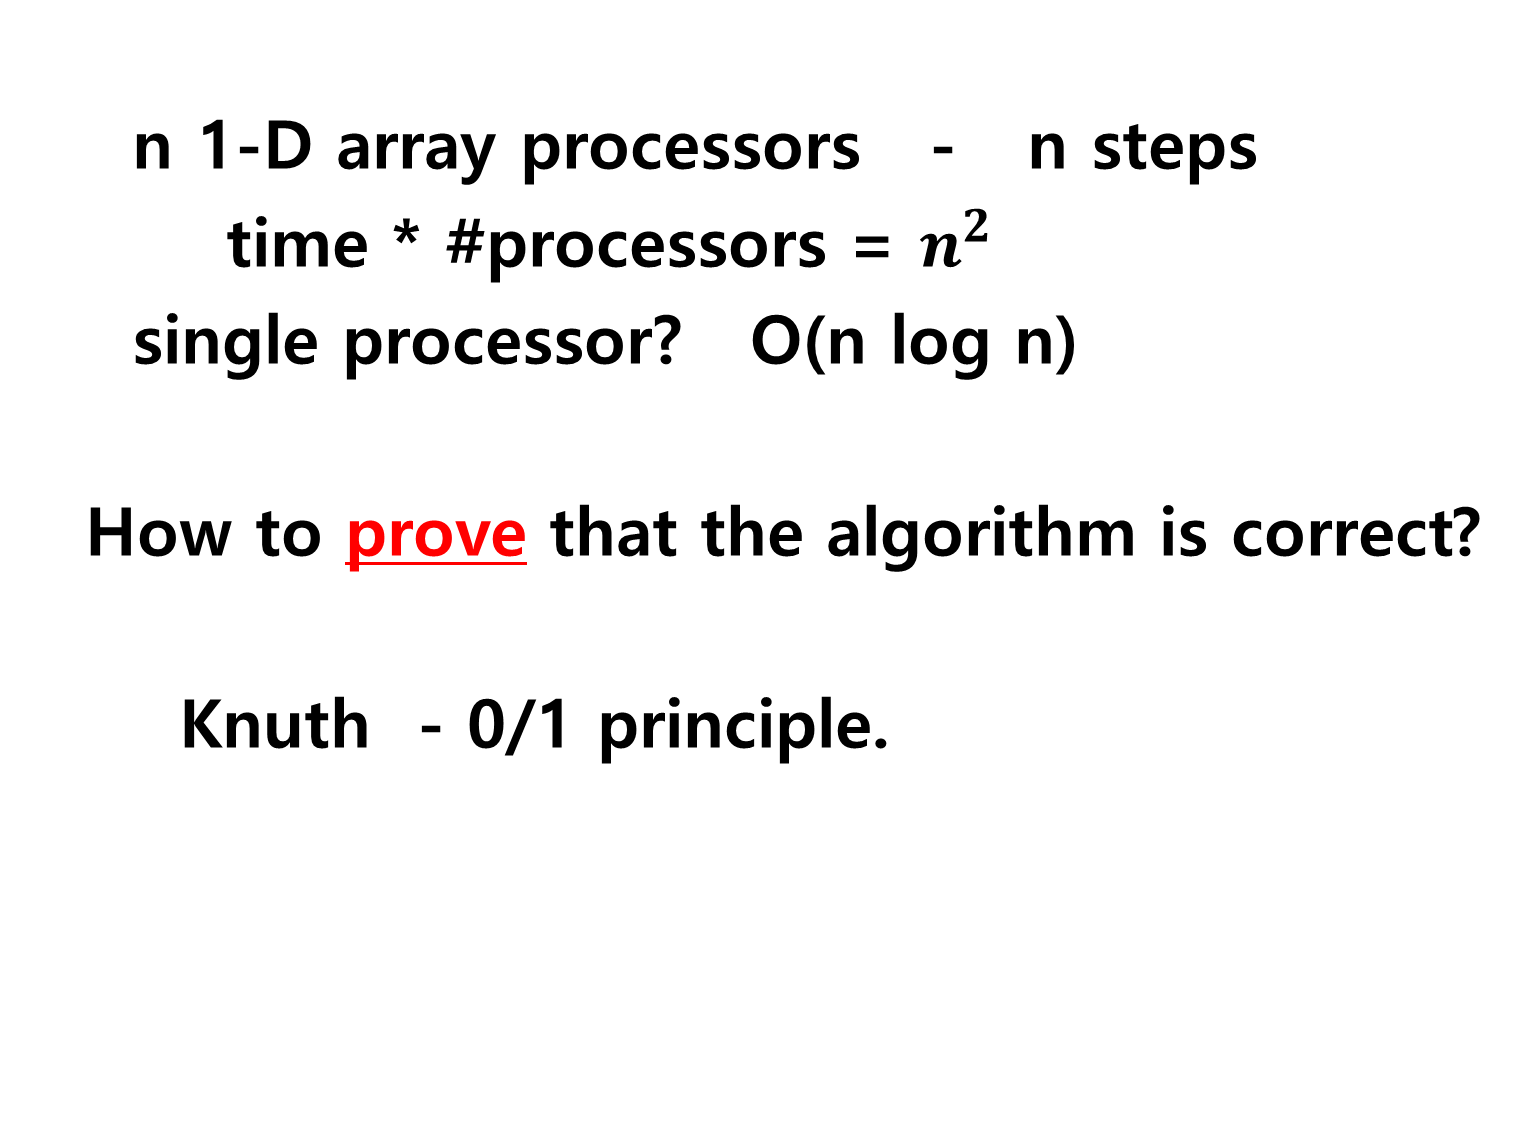 n 1-D array processors - n steps
time * #processors = n²
single processor? O(n log n)
How to prove that the algorithm is correct?
Knuth - 0/1 principle.